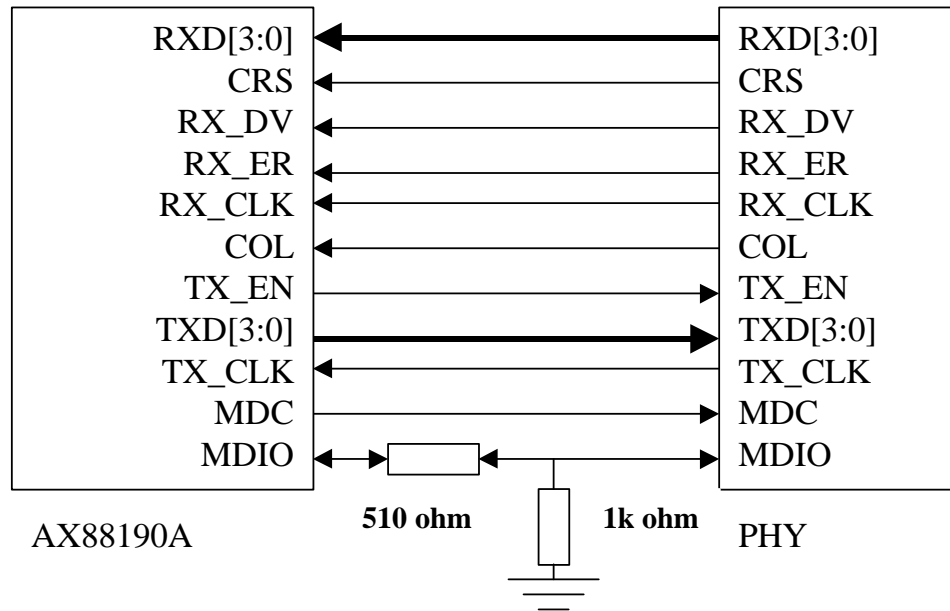 RXD[3:0] RXD[3:0]
CRS CRS
RX_DV RX_DV
RX_ER RX_ER
RX_CLK RX_CLK
COL COL
TX_EN TX_EN
TXD[3:0] TXD[3:0]
TX_CLK TX_CLK
MDC MDC
MDIO MDIO
510 ohm 1k ohm
AX88190A PHY